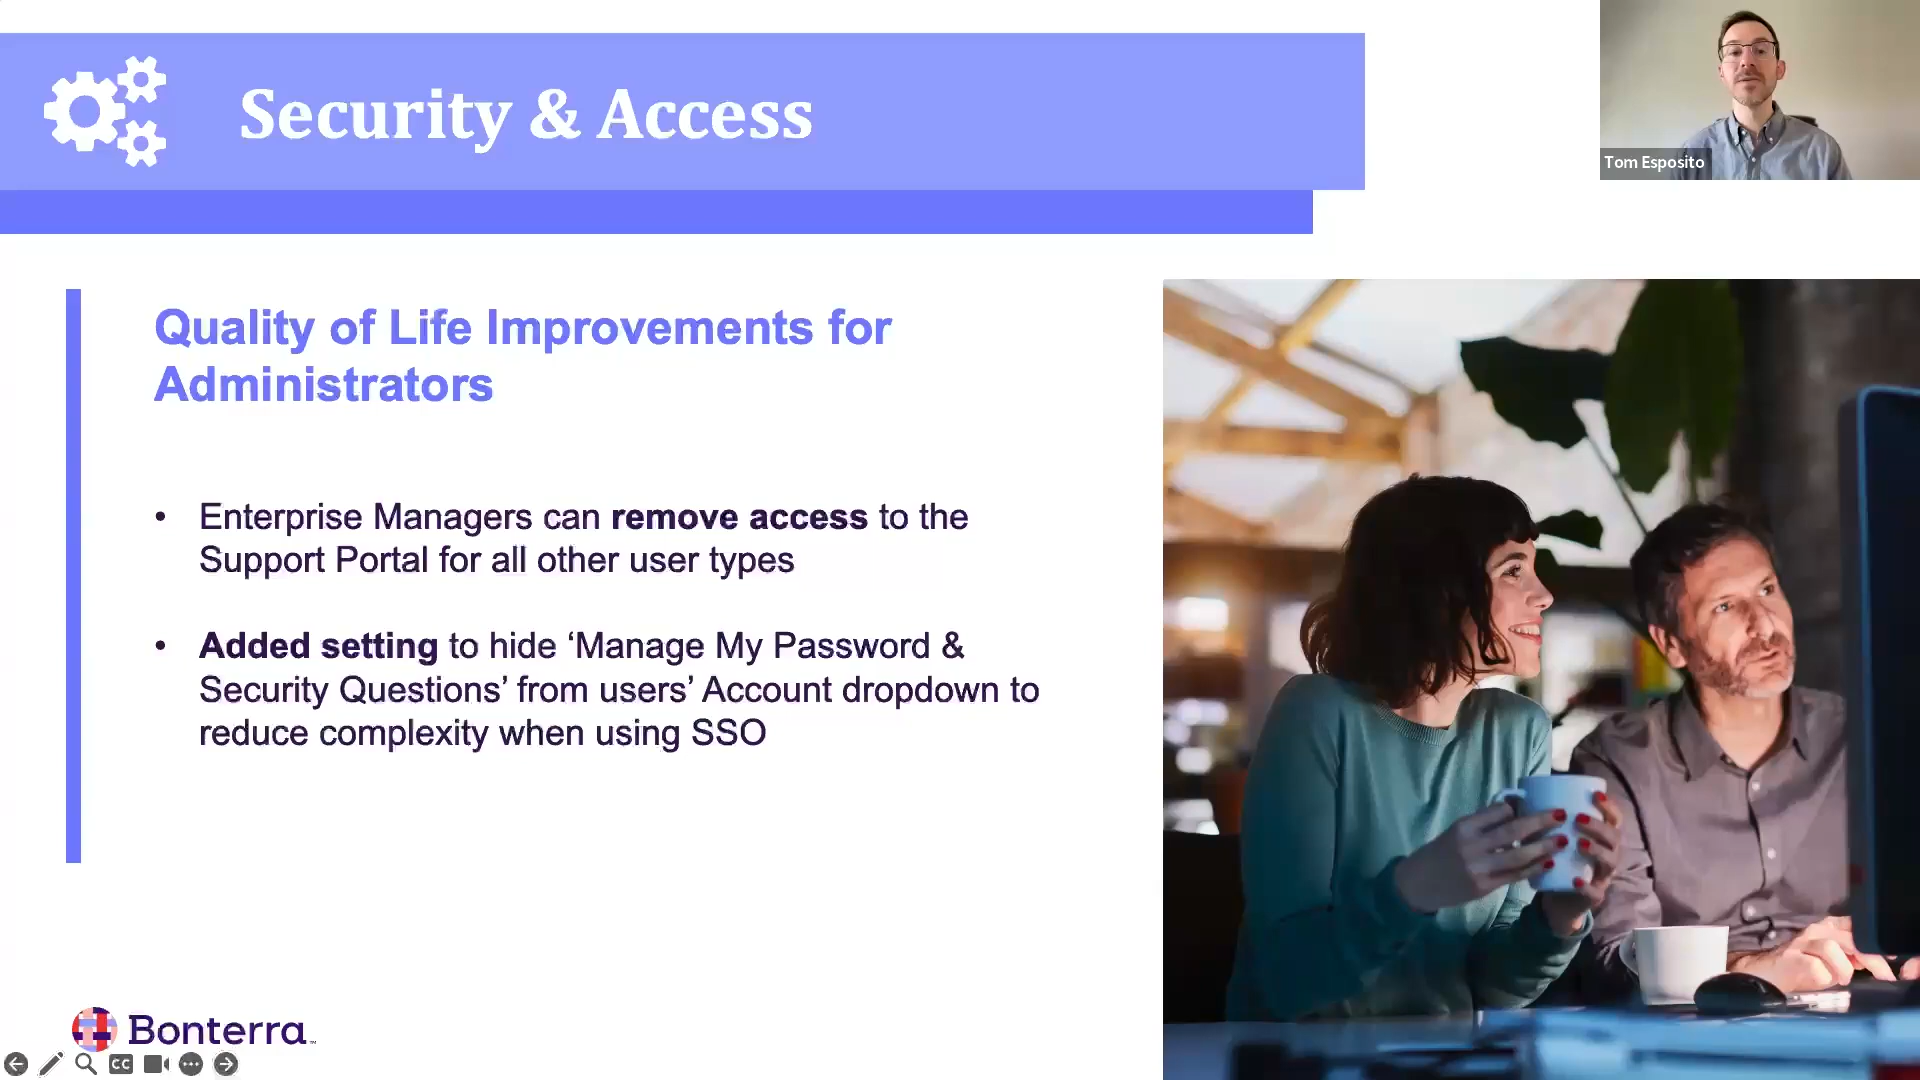 Security & Access
Tom Esposito
Quality of Life Improvements for
Administrators
• Enterprise Managers can remove access to the
Support Portal for all other user types
• Added setting to hide ‘Manage My Password &
Security Questions’ from users’ Account dropdown to
reduce complexity when using SSO
Bonterra™
CC